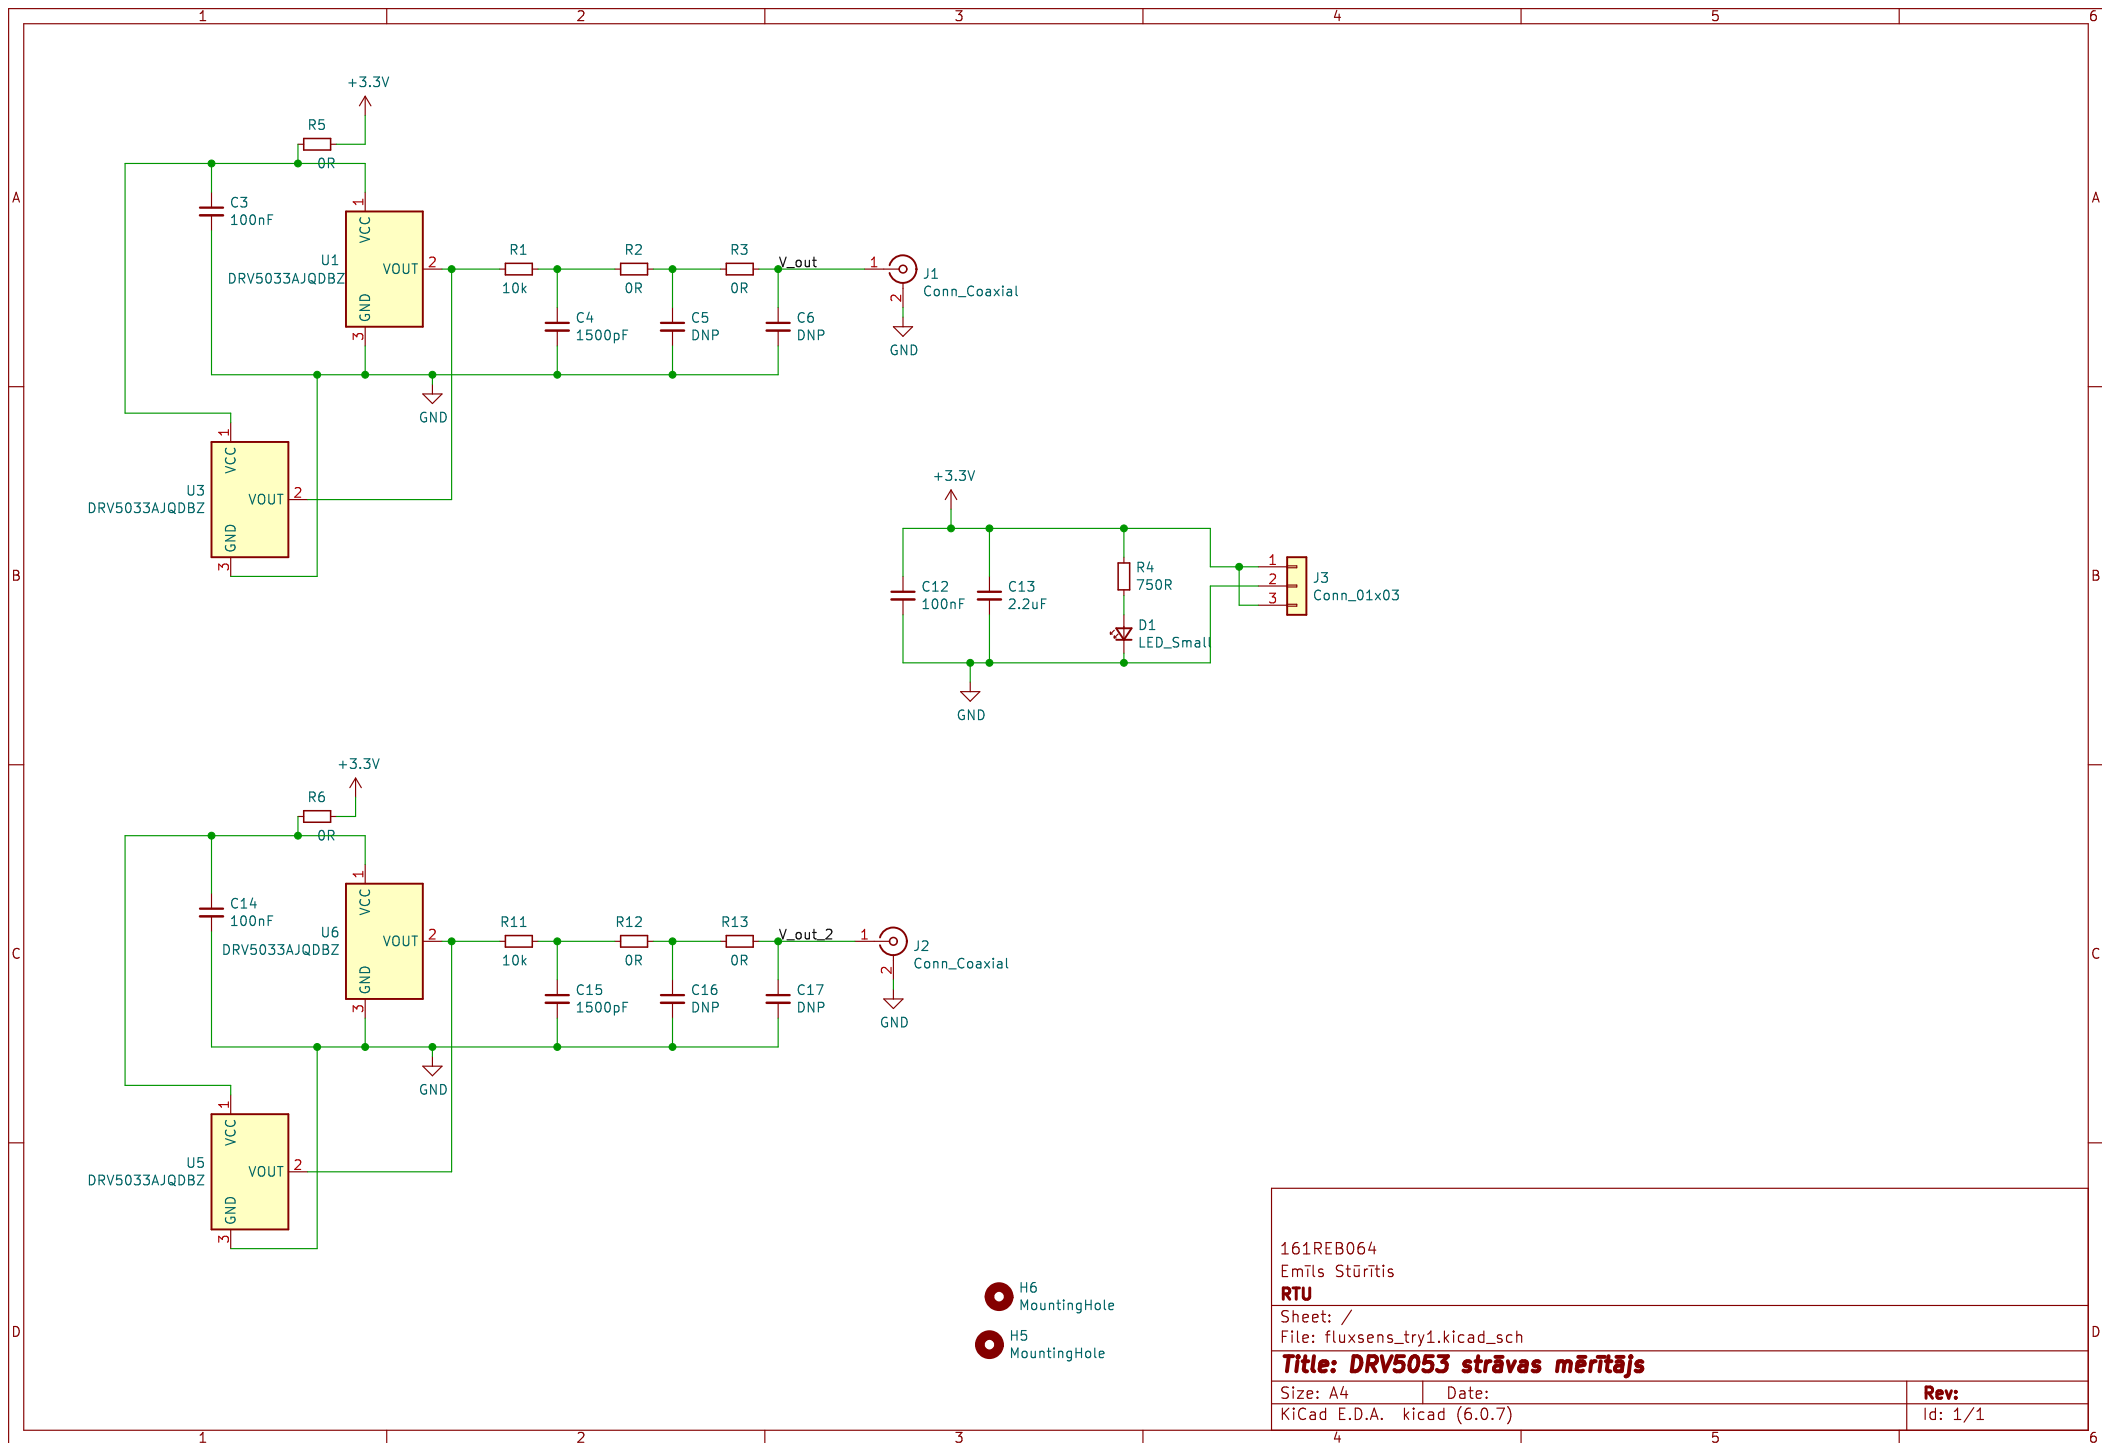 1 2 3 4 5 6
+3.3V
R5
0R
A A
C3
100nF
1
VCC
U1
DRV5033AJQDBZ
VOUT
2
GND
3
R1
10k
R2
0R
R3
0R
V_out
1
J1
Conn_Coaxial
2
GND
C4
1500pF
C5
DNP
C6
DNP
GND
1
VCC
U3
DRV5033AJQDBZ
VOUT
2
GND
3
B B
+3.3V
C12
100nF
C13
2.2uF
R4
750R
D1
LED_Small
1
2
3
J3
Conn_01x03
GND
+3.3V
R6
0R
C C
C14
100nF
1
VCC
U6
DRV5033AJQDBZ
VOUT
2
GND
3
R11
10k
R12
0R
R13
0R
V_out_2
1
J2
Conn_Coaxial
2
GND
C15
1500pF
C16
DNP
C17
DNP
GND
1
VCC
U5
DRV5033AJQDBZ
VOUT
2
GND
3
H6
MountingHole
H5
MountingHole
D D
161REB064
Emīls Stūrītis
RTU
Sheet: /
File: fluxsens_try1.kicad_sch
Title: DRV5053 strāvas mērītājs
Size: A4 Date: Rev:
KiCad E.D.A. kicad (6.0.7) Id: 1/1
1 2 3 4 5 6